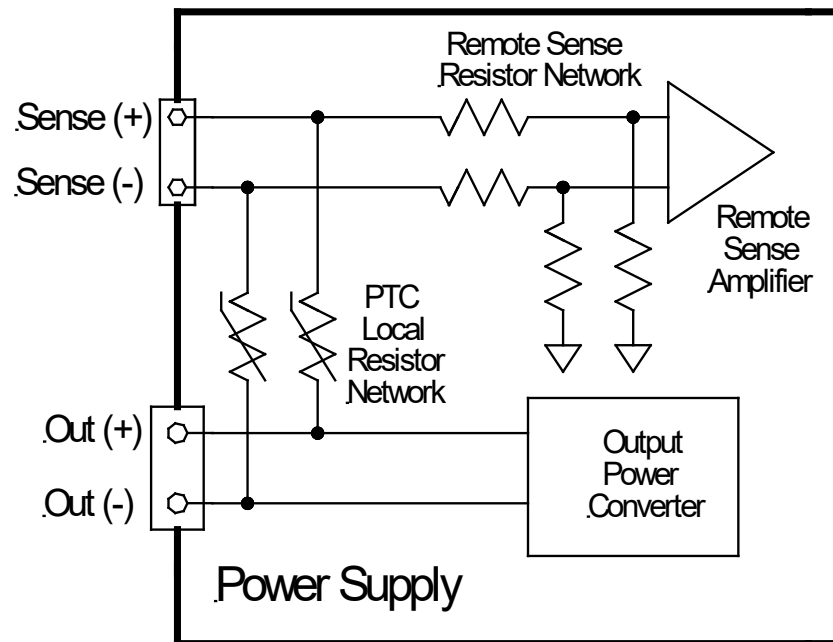 Remote Sense
Resistor Network
Sense (+)
Sense (-)
Remote
Sense
Amplifier
PTC
Local
Resistor
Network
Out (+)
Out (-)
Output
Power
Converter
Power Supply